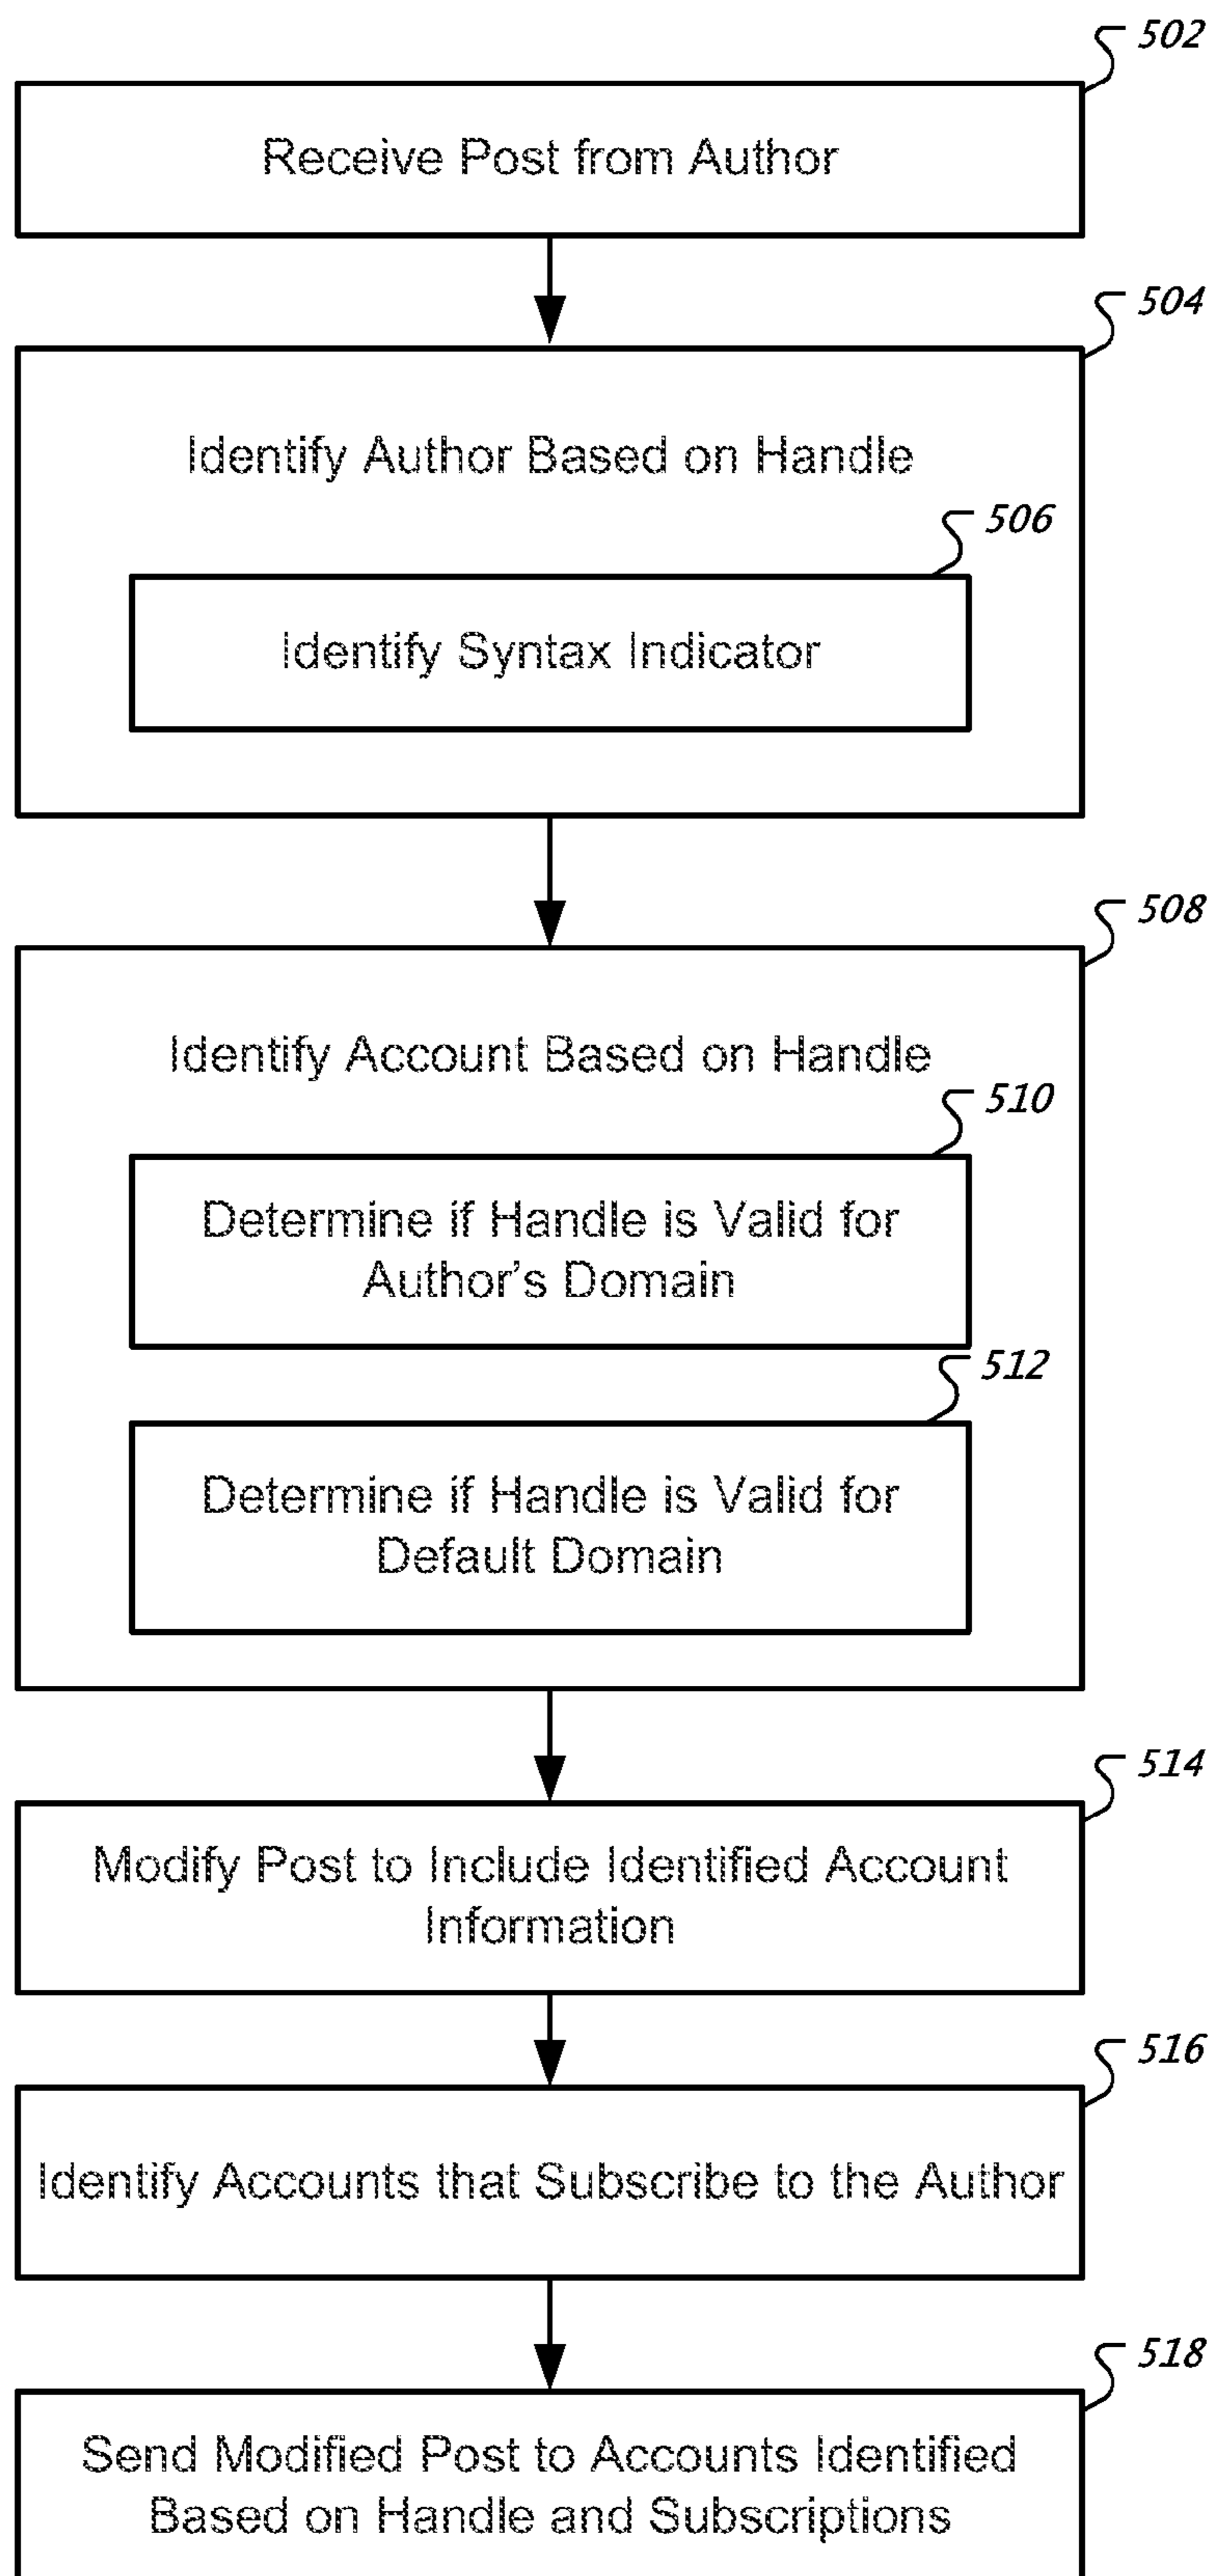 502
Receive Post from Author
504
Identify Author Based on Handle
506
Identify Syntax Indicator
508
Identify Account Based on Handle
510
Determine if Handle is Valid for
Author's Domain
512
Determine if Handle is Valid for
Default Domain
514
Modify Post to Include Identified Account
Information
516
Identify Accounts that Subscribe to the Author
518
Send Modified Post to Accounts Identified
Based on Handle and Subscriptions